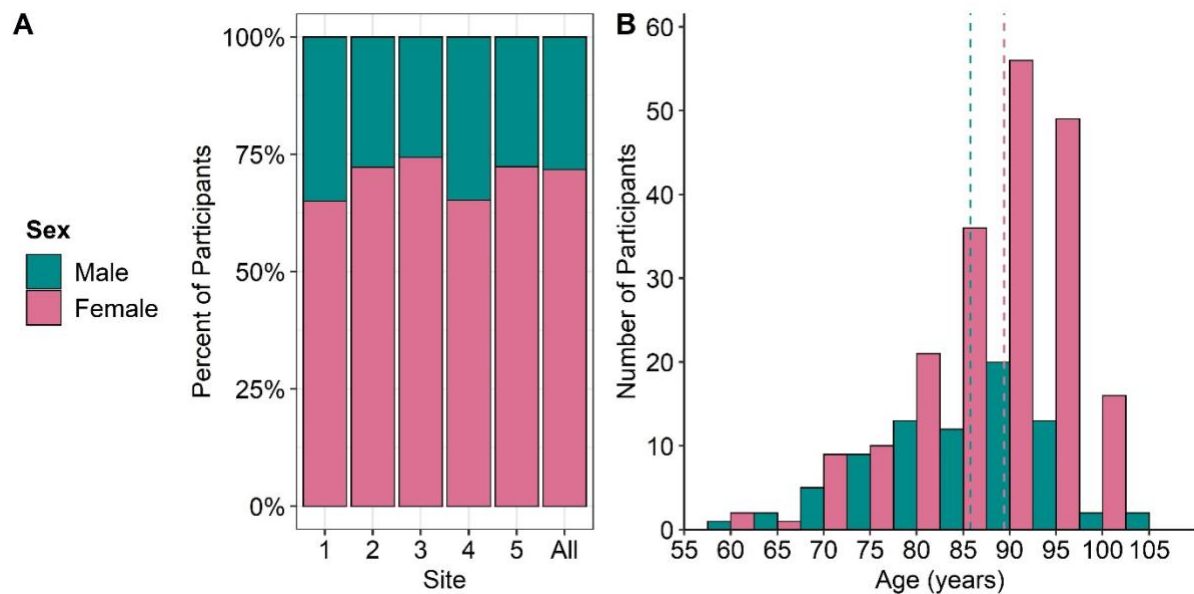 A
Sex
Male
Female
Percent of Participants
100%
75%
50%
25%
0%
1 2 3 4 5 All
Site
B
Number of Participants
60
50
40
30
20
10
0
55 60 65 70 75 80 85 90 95 100 105
Age (years)